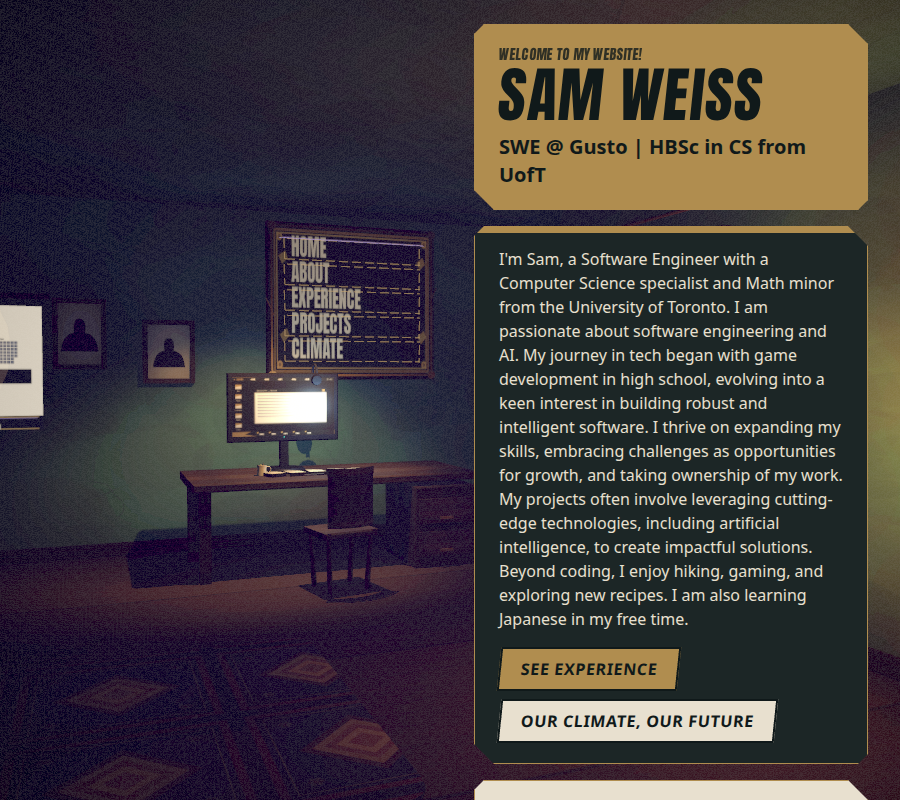 WELCOME TO MY WEBSITE!
SAM WEISS
SWE @ Gusto | HBSc in CS from
UofT
HOME
ABOUT
EXPERIENCE
PROJECTS
CLIMATE
I'm Sam, a Software Engineer with a
Computer Science specialist and Math minor
from the University of Toronto. I am
passionate about software engineering and
AI. My journey in tech began with game
development in high school, evolving into a
keen interest in building robust and
intelligent software. I thrive on expanding my
skills, embracing challenges as opportunities
for growth, and taking ownership of my work.
My projects often involve leveraging cutting-
edge technologies, including artificial
intelligence, to create impactful solutions.
Beyond coding, I enjoy hiking, gaming, and
exploring new recipes. I am also learning
Japanese in my free time.
SEE EXPERIENCE
OUR CLIMATE, OUR FUTURE